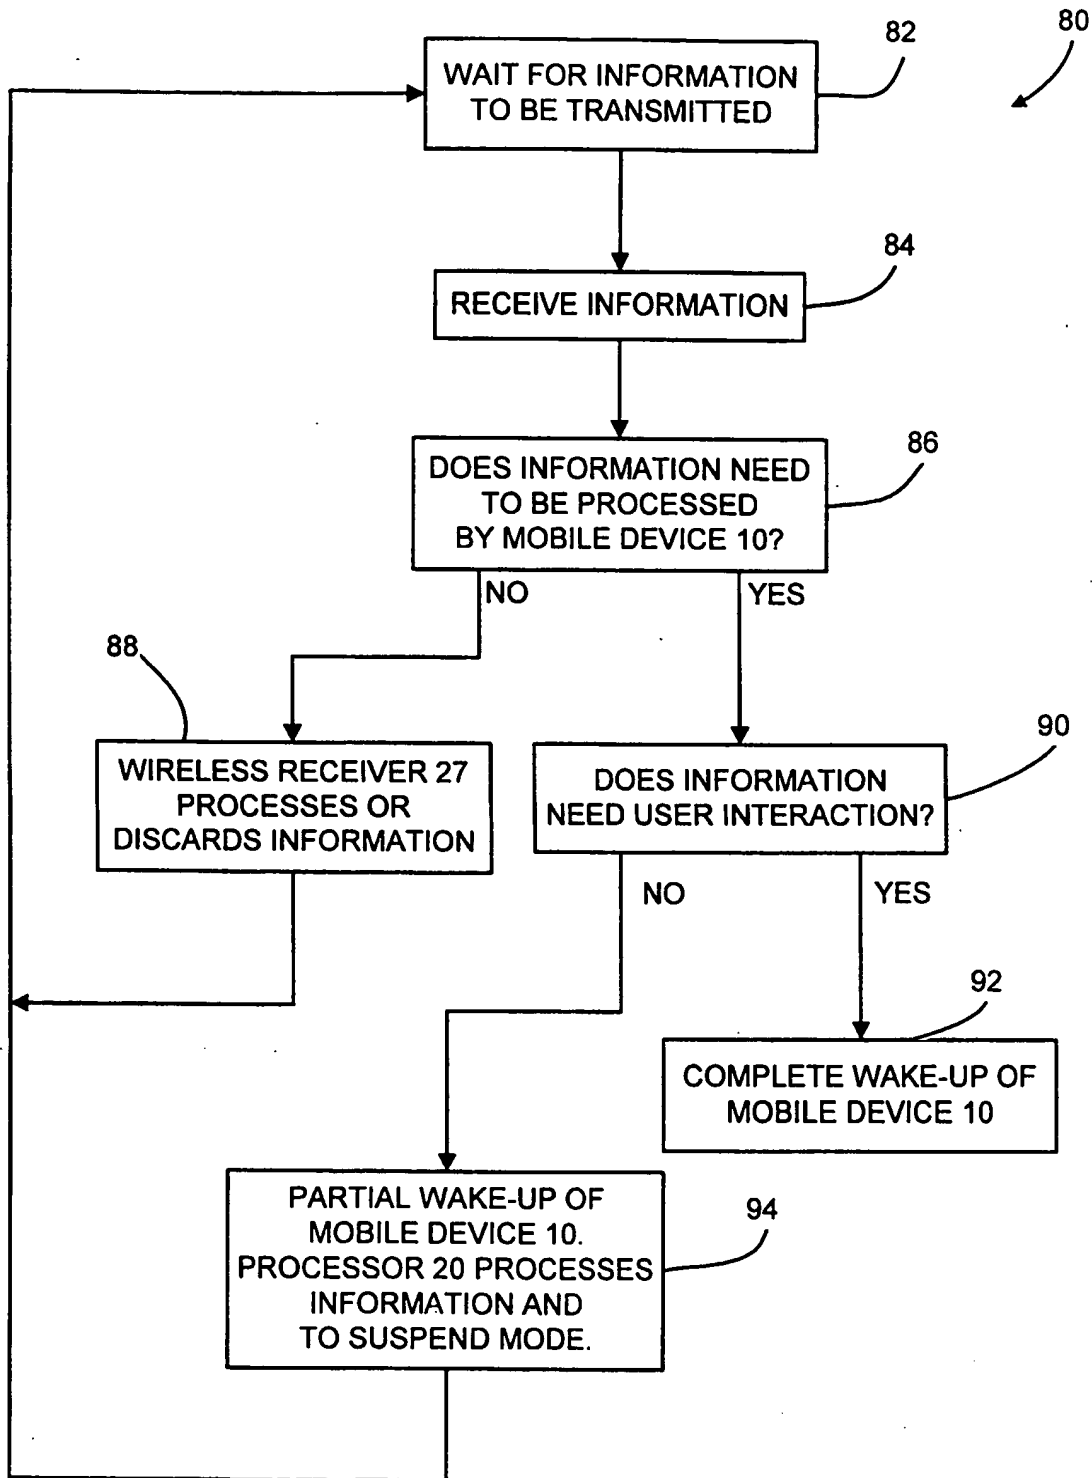 80
82
WAIT FOR INFORMATION
TO BE TRANSMITTED
84
RECEIVE INFORMATION
86
DOES INFORMATION NEED
TO BE PROCESSED
BY MOBILE DEVICE 10?
NO
YES
88
WIRELESS RECEIVER 27
PROCESSES OR
DISCARDS INFORMATION
90
DOES INFORMATION
NEED USER INTERACTION?
NO
YES
92
COMPLETE WAKE-UP OF
MOBILE DEVICE 10
94
PARTIAL WAKE-UP OF
MOBILE DEVICE 10.
PROCESSOR 20 PROCESSES
INFORMATION AND
TO SUSPEND MODE.